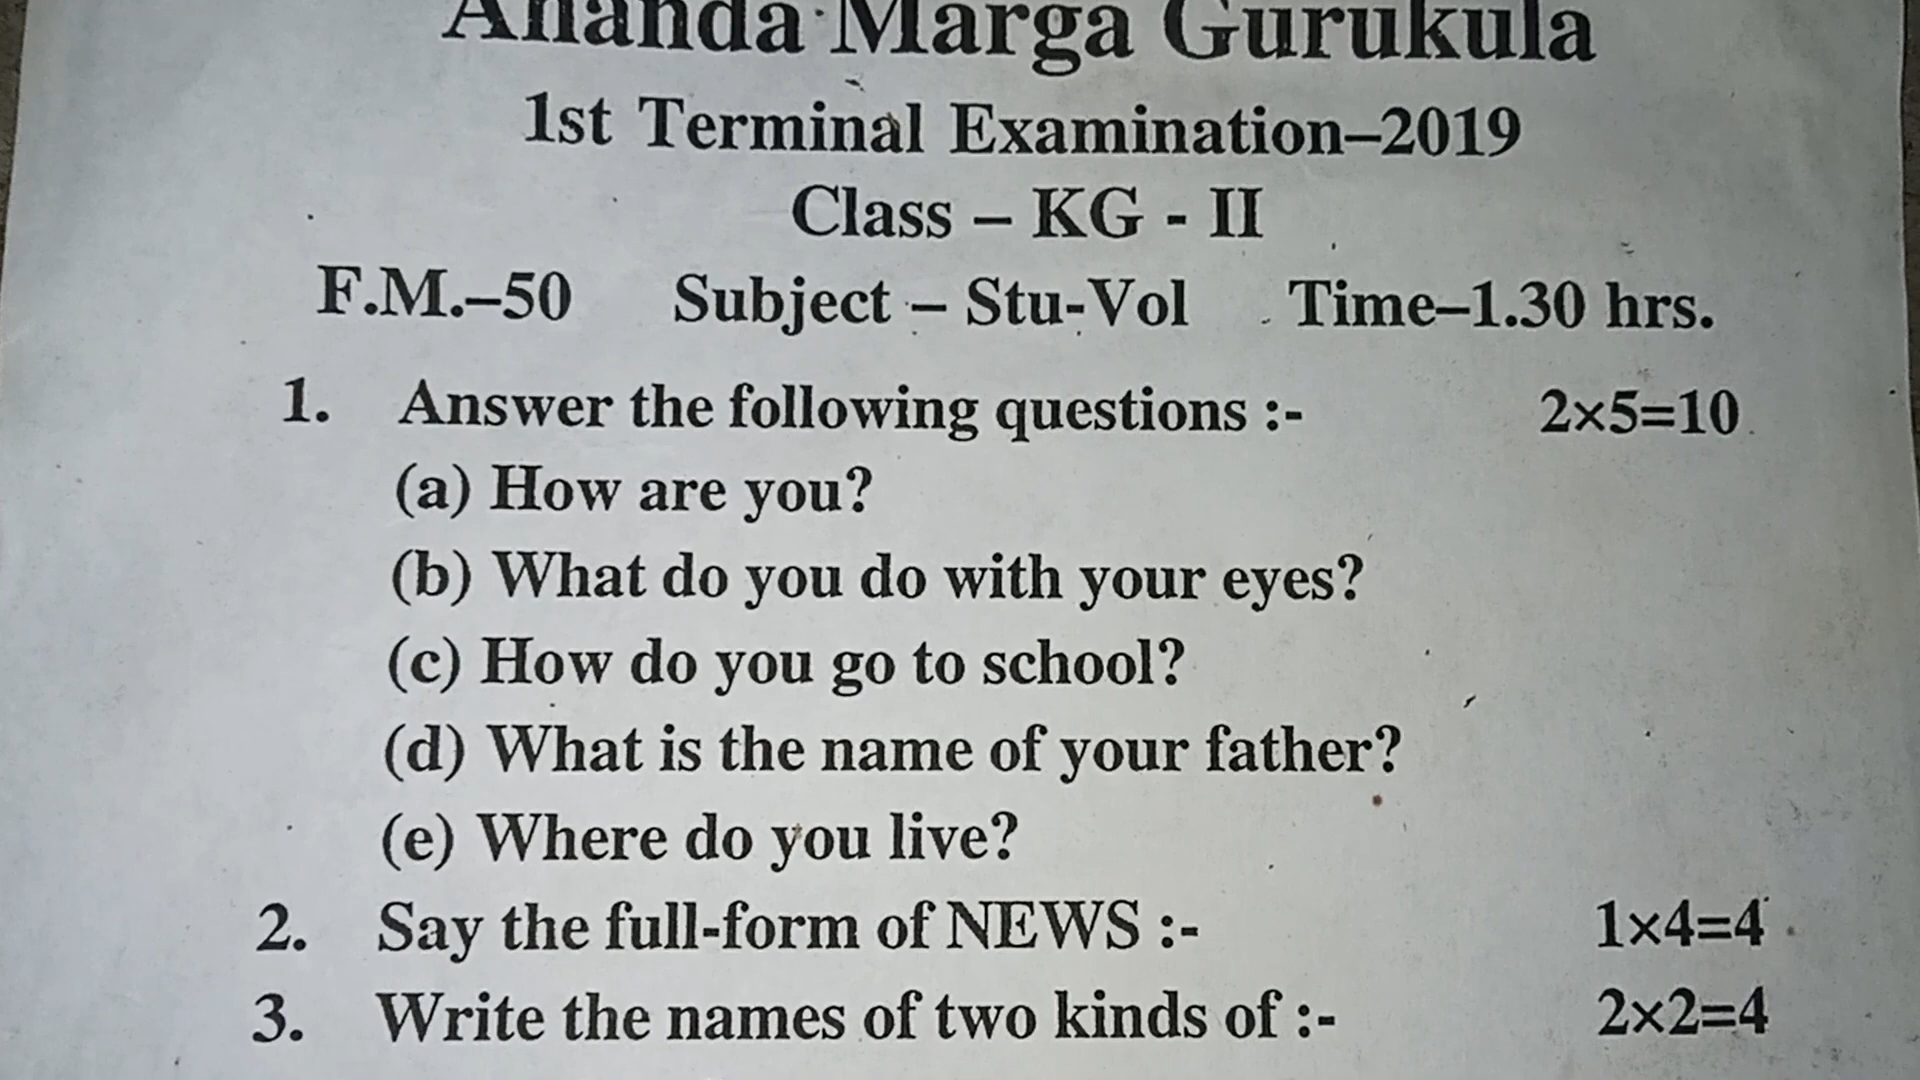 Ananda Marga Gurukula
1st Terminal Examination–2019
Class – KG - II
F.M.–50 Subject – Stu-Vol Time–1.30 hrs.
1. Answer the following questions :- 2×5=10
(a) How are you?
(b) What do you do with your eyes?
(c) How do you go to school?
(d) What is the name of your father?
(e) Where do you live?
2. Say the full-form of NEWS :- 1×4=4
3. Write the names of two kinds of :- 2×2=4